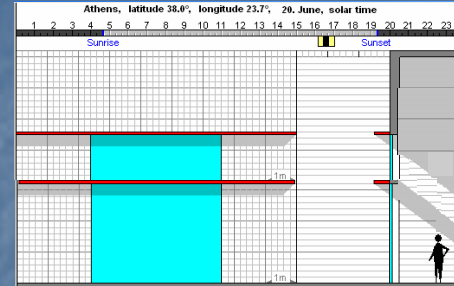 Athens, latitude 38.0°, longitude 23.7°, 20. June, solar time
1 2 3 4 5 6 7 8 9 10 11 12 13 14 15 16 17 18 19 20 21 22 23
Sunrise Sunset
1m
1m